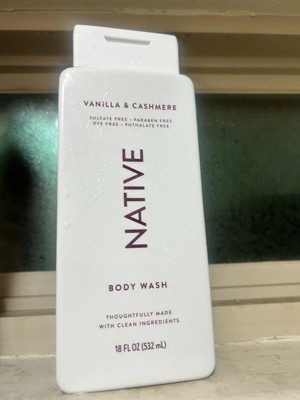 VANILLA & CASHMERE
SULFATE FREE • PARABEN FREE
DYE FREE • PHTHALATE FREE
NATIVE
BODY WASH
THOUGHTFULLY MADE
WITH CLEAN INGREDIENTS
18 FL OZ (532 mL)